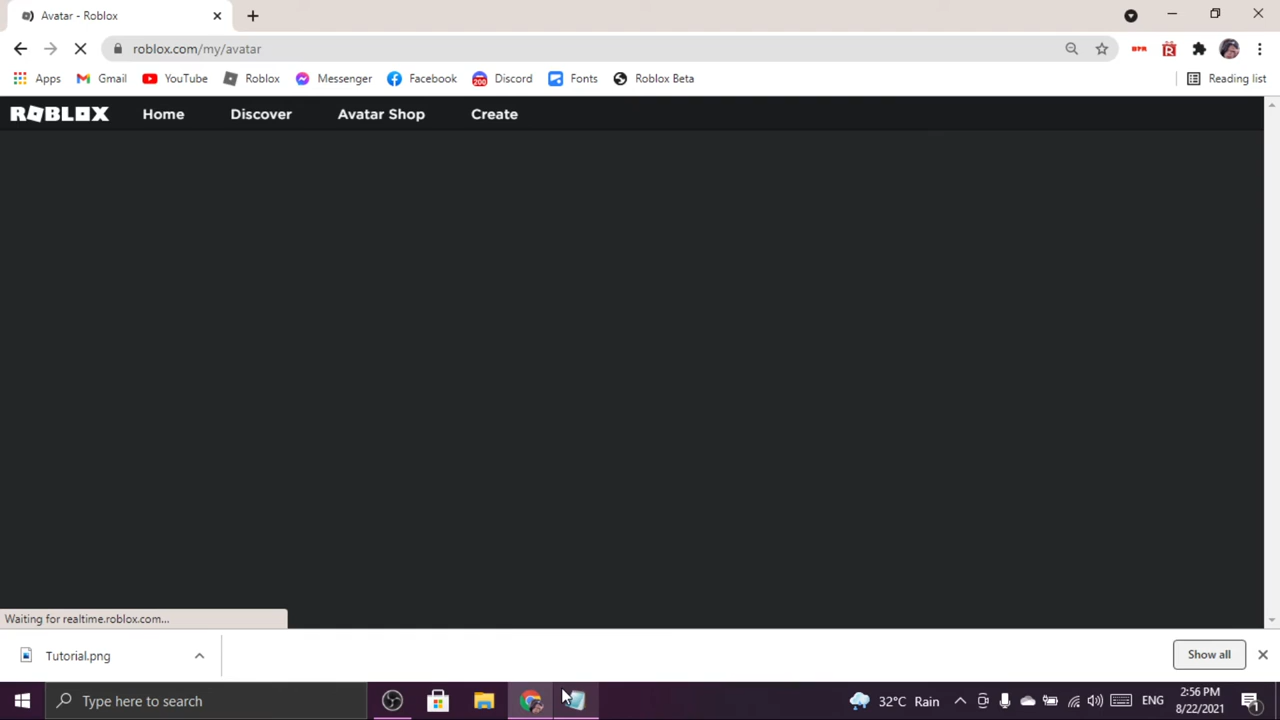 Avatar - Roblox
roblox.com/my/avatar
Apps
Gmail
YouTube
Roblox
Messenger
Facebook
200
Discord
Fonts
Roblox Beta
Reading list
ROBLOX
Home
Discover
Avatar Shop
Create
Waiting for realtime.roblox.com...
Tutorial.png
Show all
Type here to search
32°C Rain
ENG
2:56 PM
8/22/2021
1